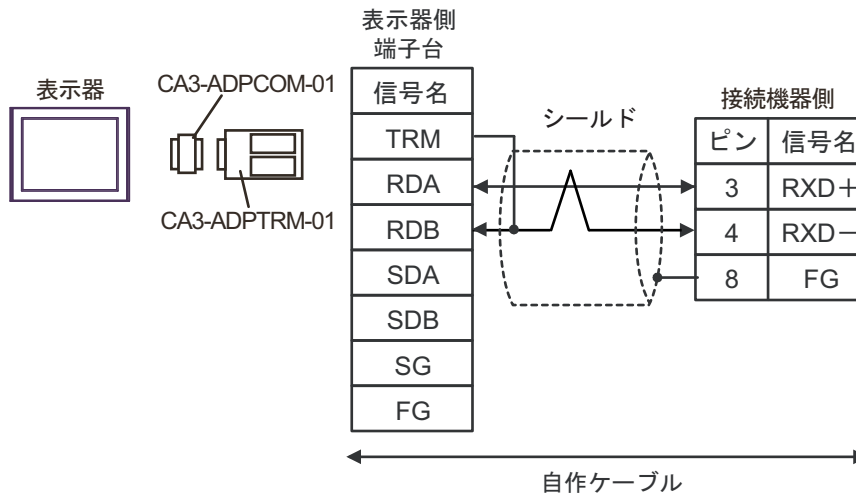 表示器側
端子台
表示器
CA3-ADPCOM-01
CA3-ADPTRM-01
信号名
TRM
RDA
RDB
SDA
SDB
SG
FG
シールド
接続機器側
ピン 信号名
3 RXD＋
4 RXD－
8 FG
自作ケーブル